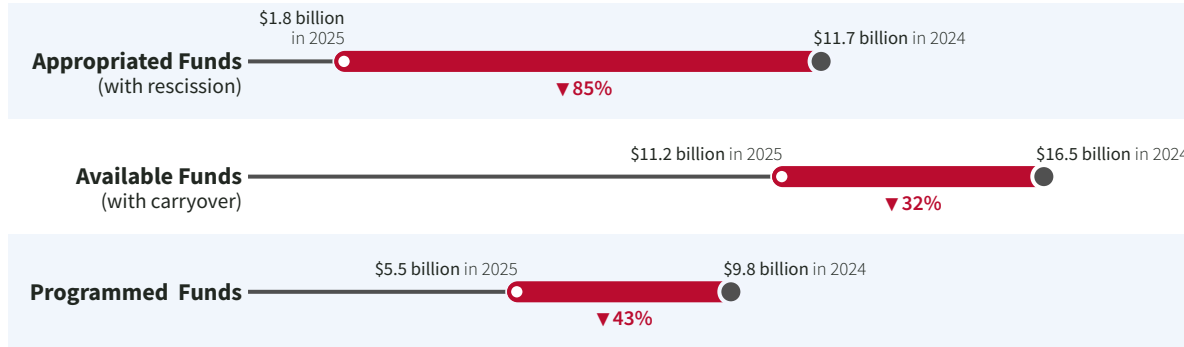 $1.8 billion
in 2025
$11.7 billion in 2024
Appropriated Funds
(with rescission)
▼85%
$11.2 billion in 2025
$16.5 billion in 2024
Available Funds
(with carryover)
▼32%
$5.5 billion in 2025
$9.8 billion in 2024
Programmed Funds
▼43%